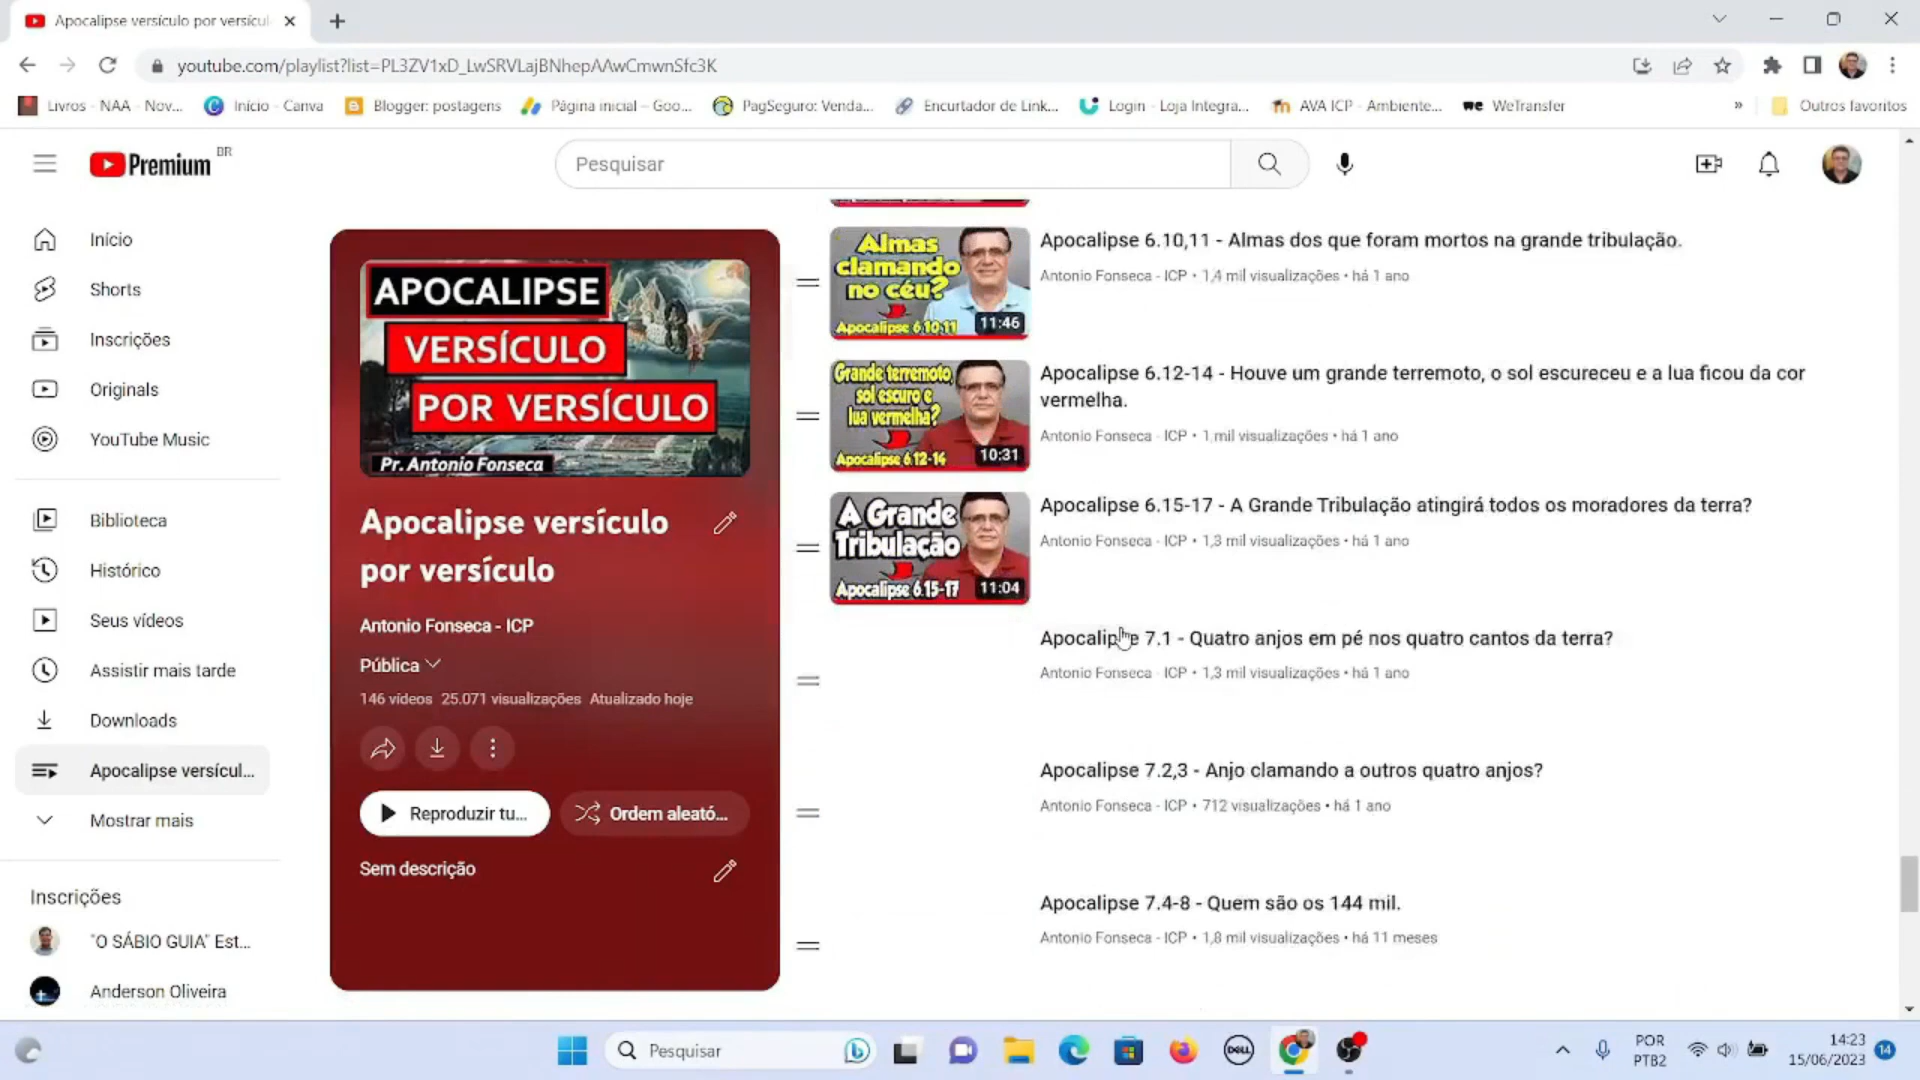 Apocalipse versículo por versícul
youtube.com/playlist?list=PL3ZV1xD_LwSRVLajBNhepAAwCmwnSfc3K
Livros - NAA - Nov...
Início - Canva
Blogger: postagens
Página inicial – Goo...
PagSeguro: Venda...
Encurtador de Link...
Login - Loja Integra...
AVA ICP - Ambiente...
we WeTransfer
»
Outros favoritos
Premium BR
Pesquisar
Início
Shorts
Inscrições
Originals
YouTube Music
Biblioteca
Histórico
Seus vídeos
Assistir mais tarde
Downloads
Apocalipse versícul...
Mostrar mais
Inscrições
"O SÁBIO GUIA" Est...
Anderson Oliveira
APOCALIPSE
VERSÍCULO
POR VERSÍCULO
Pr. Antonio Fonseca
Apocalipse versículo
por versículo
Antonio Fonseca - ICP
Pública
146 vídeos 25.071 visualizações Atualizado hoje
Reproduzir tu...
Ordem aleató...
Sem descrição
Almas
clamando
no céu?
Apocalipse 6.10,11
11:46
Apocalipse 6.10,11 - Almas dos que foram mortos na grande tribulação.
Antonio Fonseca - ICP • 1,4 mil visualizações • há 1 ano
Grande terremoto,
sol escuro e
lua vermelha?
Apocalipse 6.12-14
10:31
Apocalipse 6.12-14 - Houve um grande terremoto, o sol escureceu e a lua ficou da cor
vermelha.
Antonio Fonseca - ICP • 1 mil visualizações • há 1 ano
A Grande
Tribulação
Apocalipse 6.15-17
11:04
Apocalipse 6.15-17 - A Grande Tribulação atingirá todos os moradores da terra?
Antonio Fonseca - ICP • 1,3 mil visualizações • há 1 ano
Apocalipse 7.1 - Quatro anjos em pé nos quatro cantos da terra?
Antonio Fonseca - ICP • 1,3 mil visualizações • há 1 ano
Apocalipse 7.2,3 - Anjo clamando a outros quatro anjos?
Antonio Fonseca - ICP • 712 visualizações • há 1 ano
Apocalipse 7.4-8 - Quem são os 144 mil.
Antonio Fonseca - ICP • 1,8 mil visualizações • há 11 meses
Pesquisar
DELL
POR
PTB2
14:23
15/06/2023
14